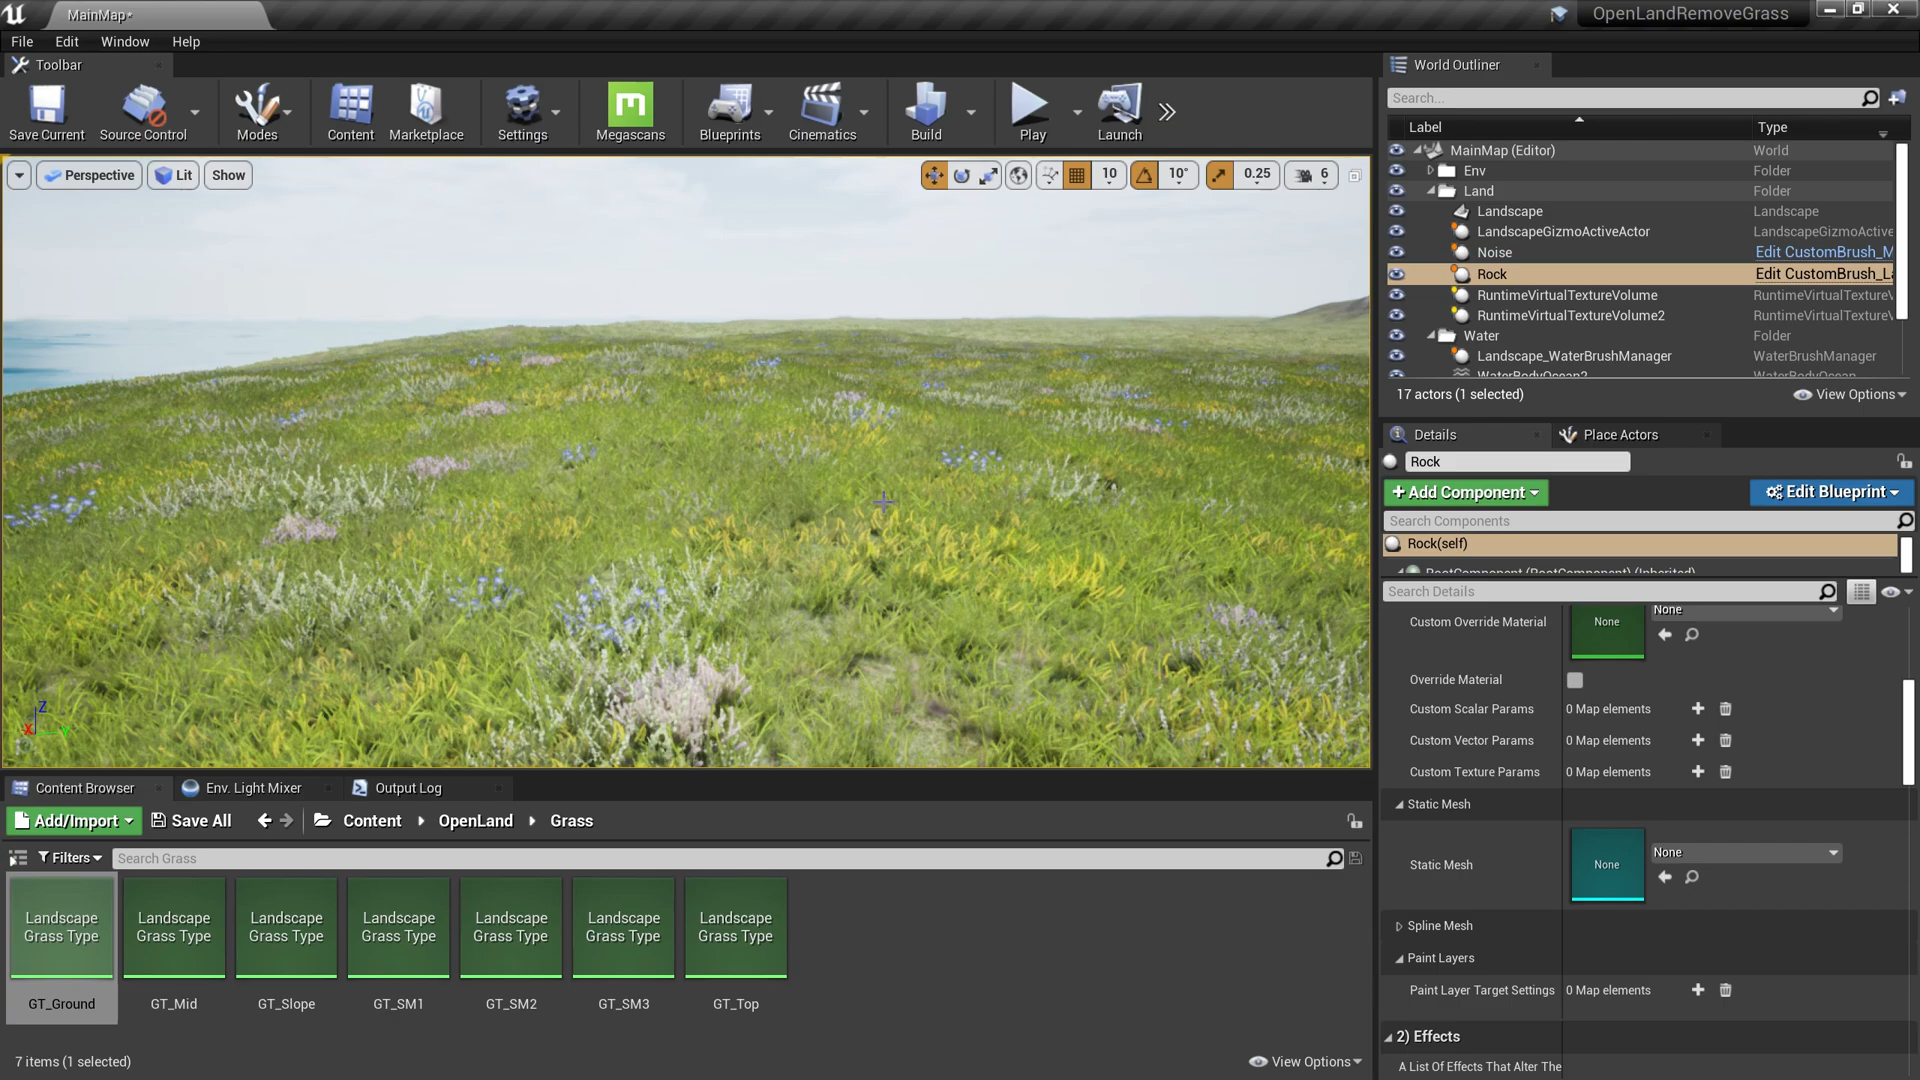 MainMap*
OpenLandRemoveGrass
File Edit Window Help
Toolbar
Save Current
Source Control
Modes
Content
Marketplace
Settings
Megascans
Blueprints
Cinematics
Build
Play
Launch
Perspective
Lit
Show
10
10°
0.25
6
Z
X
Y
World Outliner
Search...
Label Type
MainMap (Editor) World
Env Folder
Land Folder
Landscape Landscape
LandscapeGizmoActiveActor LandscapeGizmoActive
Noise Edit CustomBrush_M
Rock Edit CustomBrush_La
RuntimeVirtualTextureVolume RuntimeVirtualTextureV
RuntimeVirtualTextureVolume2 RuntimeVirtualTextureV
Water Folder
Landscape_WaterBrushManager WaterBrushManager
WaterBodyOcean2 WaterBodyOcean
17 actors (1 selected) View Options
Details
Place Actors
Rock
+ Add Component
Edit Blueprint
Search Components
Rock(self)
RootComponent (RootComponent) (Inherited)
Search Details
Custom Override Material None None
Override Material
Custom Scalar Params 0 Map elements
Custom Vector Params 0 Map elements
Custom Texture Params 0 Map elements
Static Mesh
Static Mesh None None
Spline Mesh
Paint Layers
Paint Layer Target Settings 0 Map elements
2) Effects
A List Of Effects That Alter The
Content Browser
Env. Light Mixer
Output Log
Add/Import
Save All
Content
OpenLand
Grass
Filters
Search Grass
Landscape
Grass Type
GT_Ground
Landscape
Grass Type
GT_Mid
Landscape
Grass Type
GT_Slope
Landscape
Grass Type
GT_SM1
Landscape
Grass Type
GT_SM2
Landscape
Grass Type
GT_SM3
Landscape
Grass Type
GT_Top
7 items (1 selected)
View Options